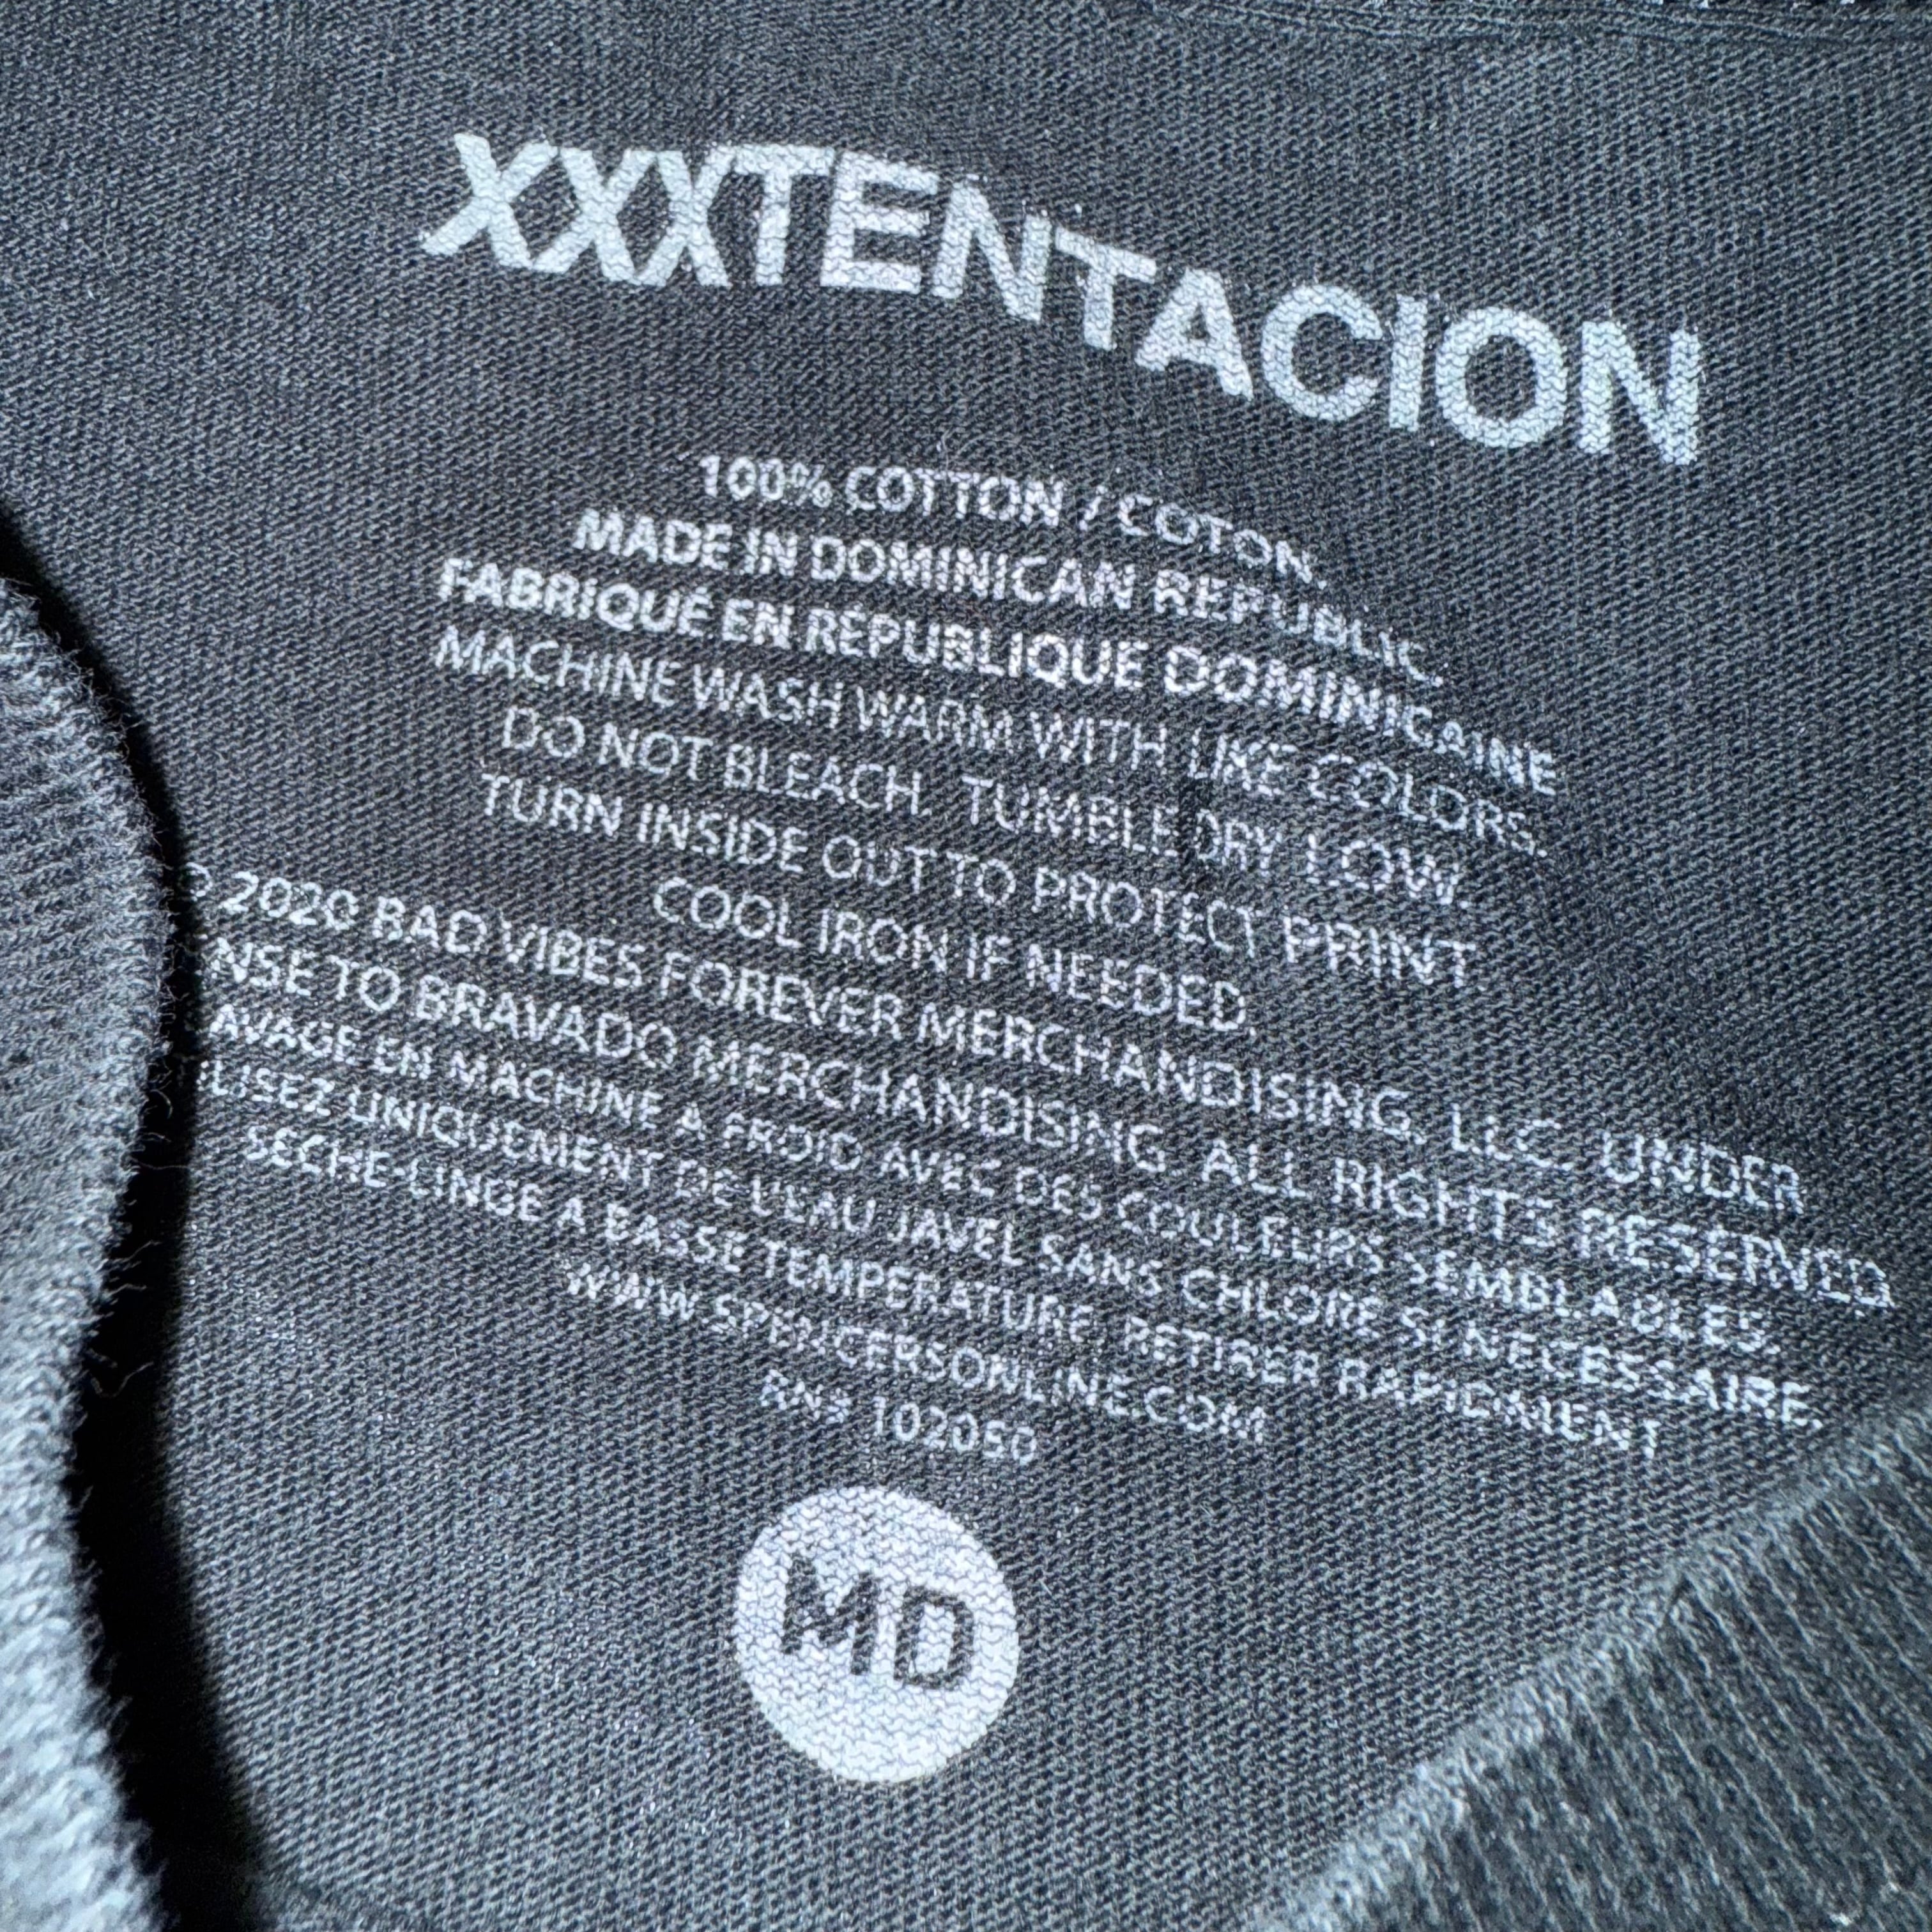 XXXTENTACION
100% COTTON / COTON.
MADE IN DOMINICAN REPUBLIC.
FABRIQUÉ EN RÉPUBLIQUE DOMINICAINE
MACHINE WASH WARM WITH LIKE COLORS.
DO NOT BLEACH. TUMBLE DRY LOW.
TURN INSIDE OUT TO PROTECT PRINT.
COOL IRON IF NEEDED.
© 2020 BAD VIBES FOREVER MERCHANDISING, LLC. UNDER
NSE TO BRAVADO MERCHANDISING. ALL RIGHTS RESERVED.
AVAGE EN MACHINE A FROID AVEC DES COULEURS SEMBLABLES.
ILISEZ UNIQUEMENT DE L'EAU JAVEL SANS CHLORE SI NECESSAIRE.
SECHE-LINGE A BASSE TEMPERATURE. RETIRER RAPIDMENT
WWW.SPENCERSONLINE.COM
RN# 102050
MD